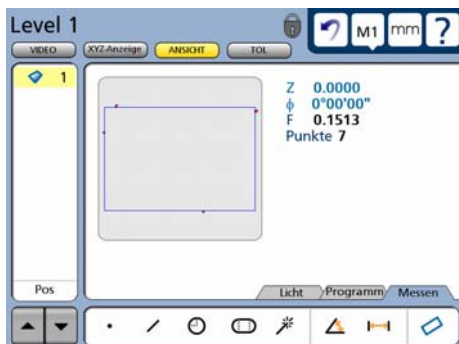 Level 1
M1 mm ?
VIDEO XYZ-Anzeige ANSICHT TOL
1
Z 0.0000
ϕ 0°00'00"
F 0.1513
Punkte 7
Pos
Licht Programm Messen